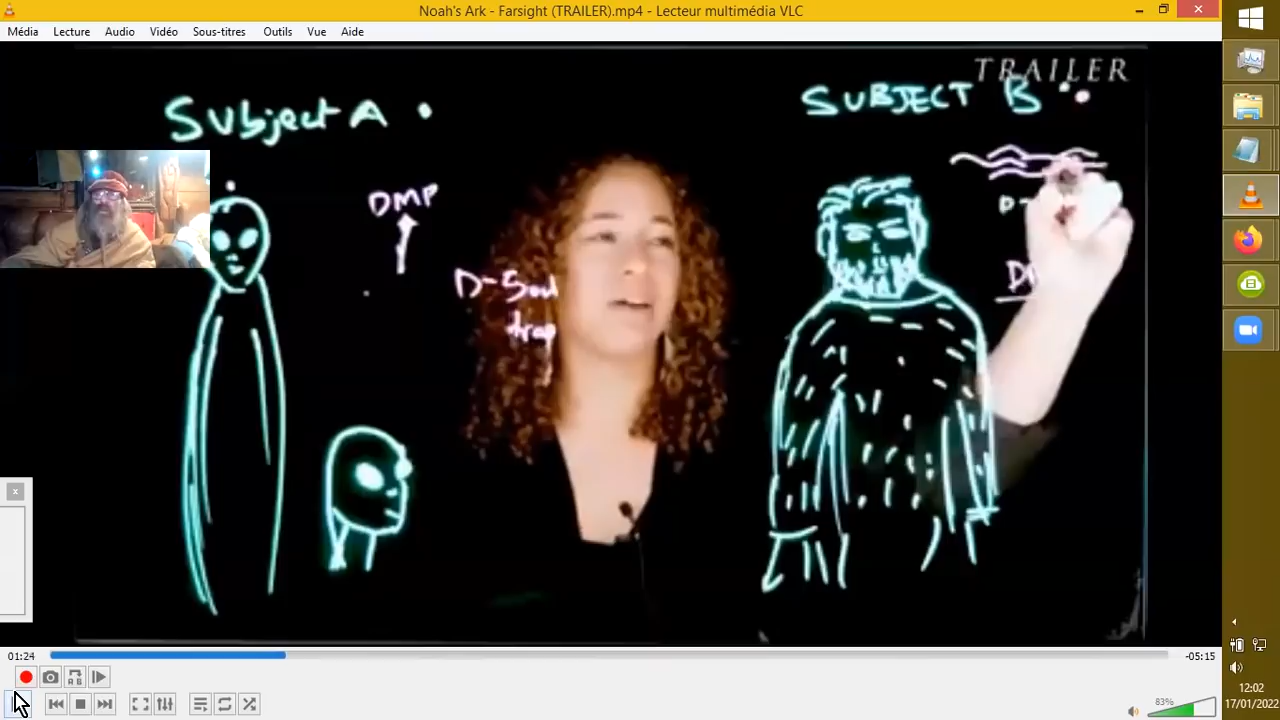 Noah's Ark - Farsight (TRAILER).mp4 - Lecteur multimédia VLC
Média Lecture Audio Vidéo Sous-titres Outils Vue Aide
TRAILER
Subject A
SUBJECT B
DMP
D-Soul
trap
01:24
-05:15
83%
12:02
17/01/2022